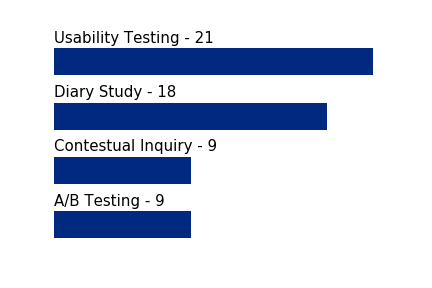 Usability Testing - 21
Diary Study - 18
Contestual Inquiry - 9
A/B Testing - 9